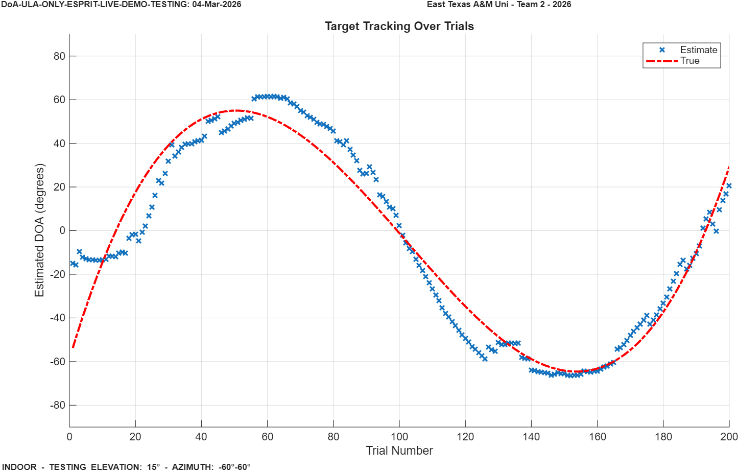 DoA-ULA-ONLY-ESPRIT-LIVE-DEMO-TESTING: 04-Mar-2026
East Texas A&M Uni - Team 2 - 2026
Target Tracking Over Trials
Estimate
True
80
60
40
20
0
-20
-40
-60
-80
Estimated DOA (degrees)
0 20 40 60 80 100 120 140 160 180 200
Trial Number
INDOOR - TESTING ELEVATION: 15° - AZIMUTH: -60°-60°